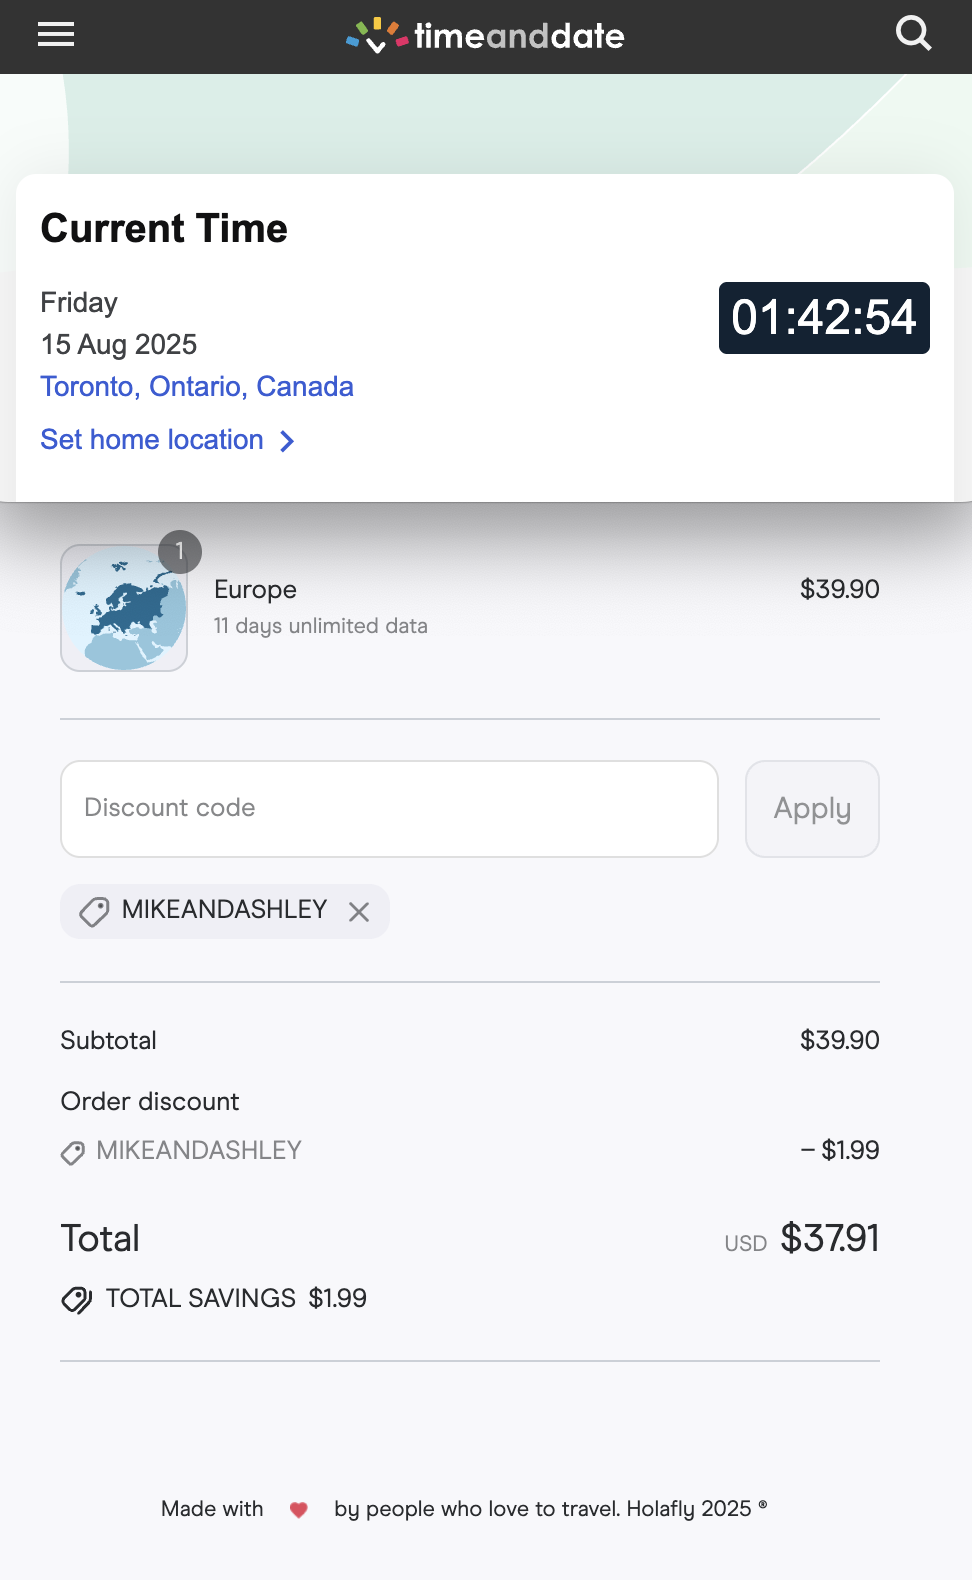 timeanddate
Current Time
Friday
15 Aug 2025
01:42:54
Toronto, Ontario, Canada
Set home location
1
Europe
$39.90
11 days unlimited data
Discount code
Apply
MIKEANDASHLEY
Subtotal
$39.90
Order discount
MIKEANDASHLEY
– $1.99
Total
USD $37.91
TOTAL SAVINGS $1.99
Made with ❤ by people who love to travel. Holafly 2025 ®